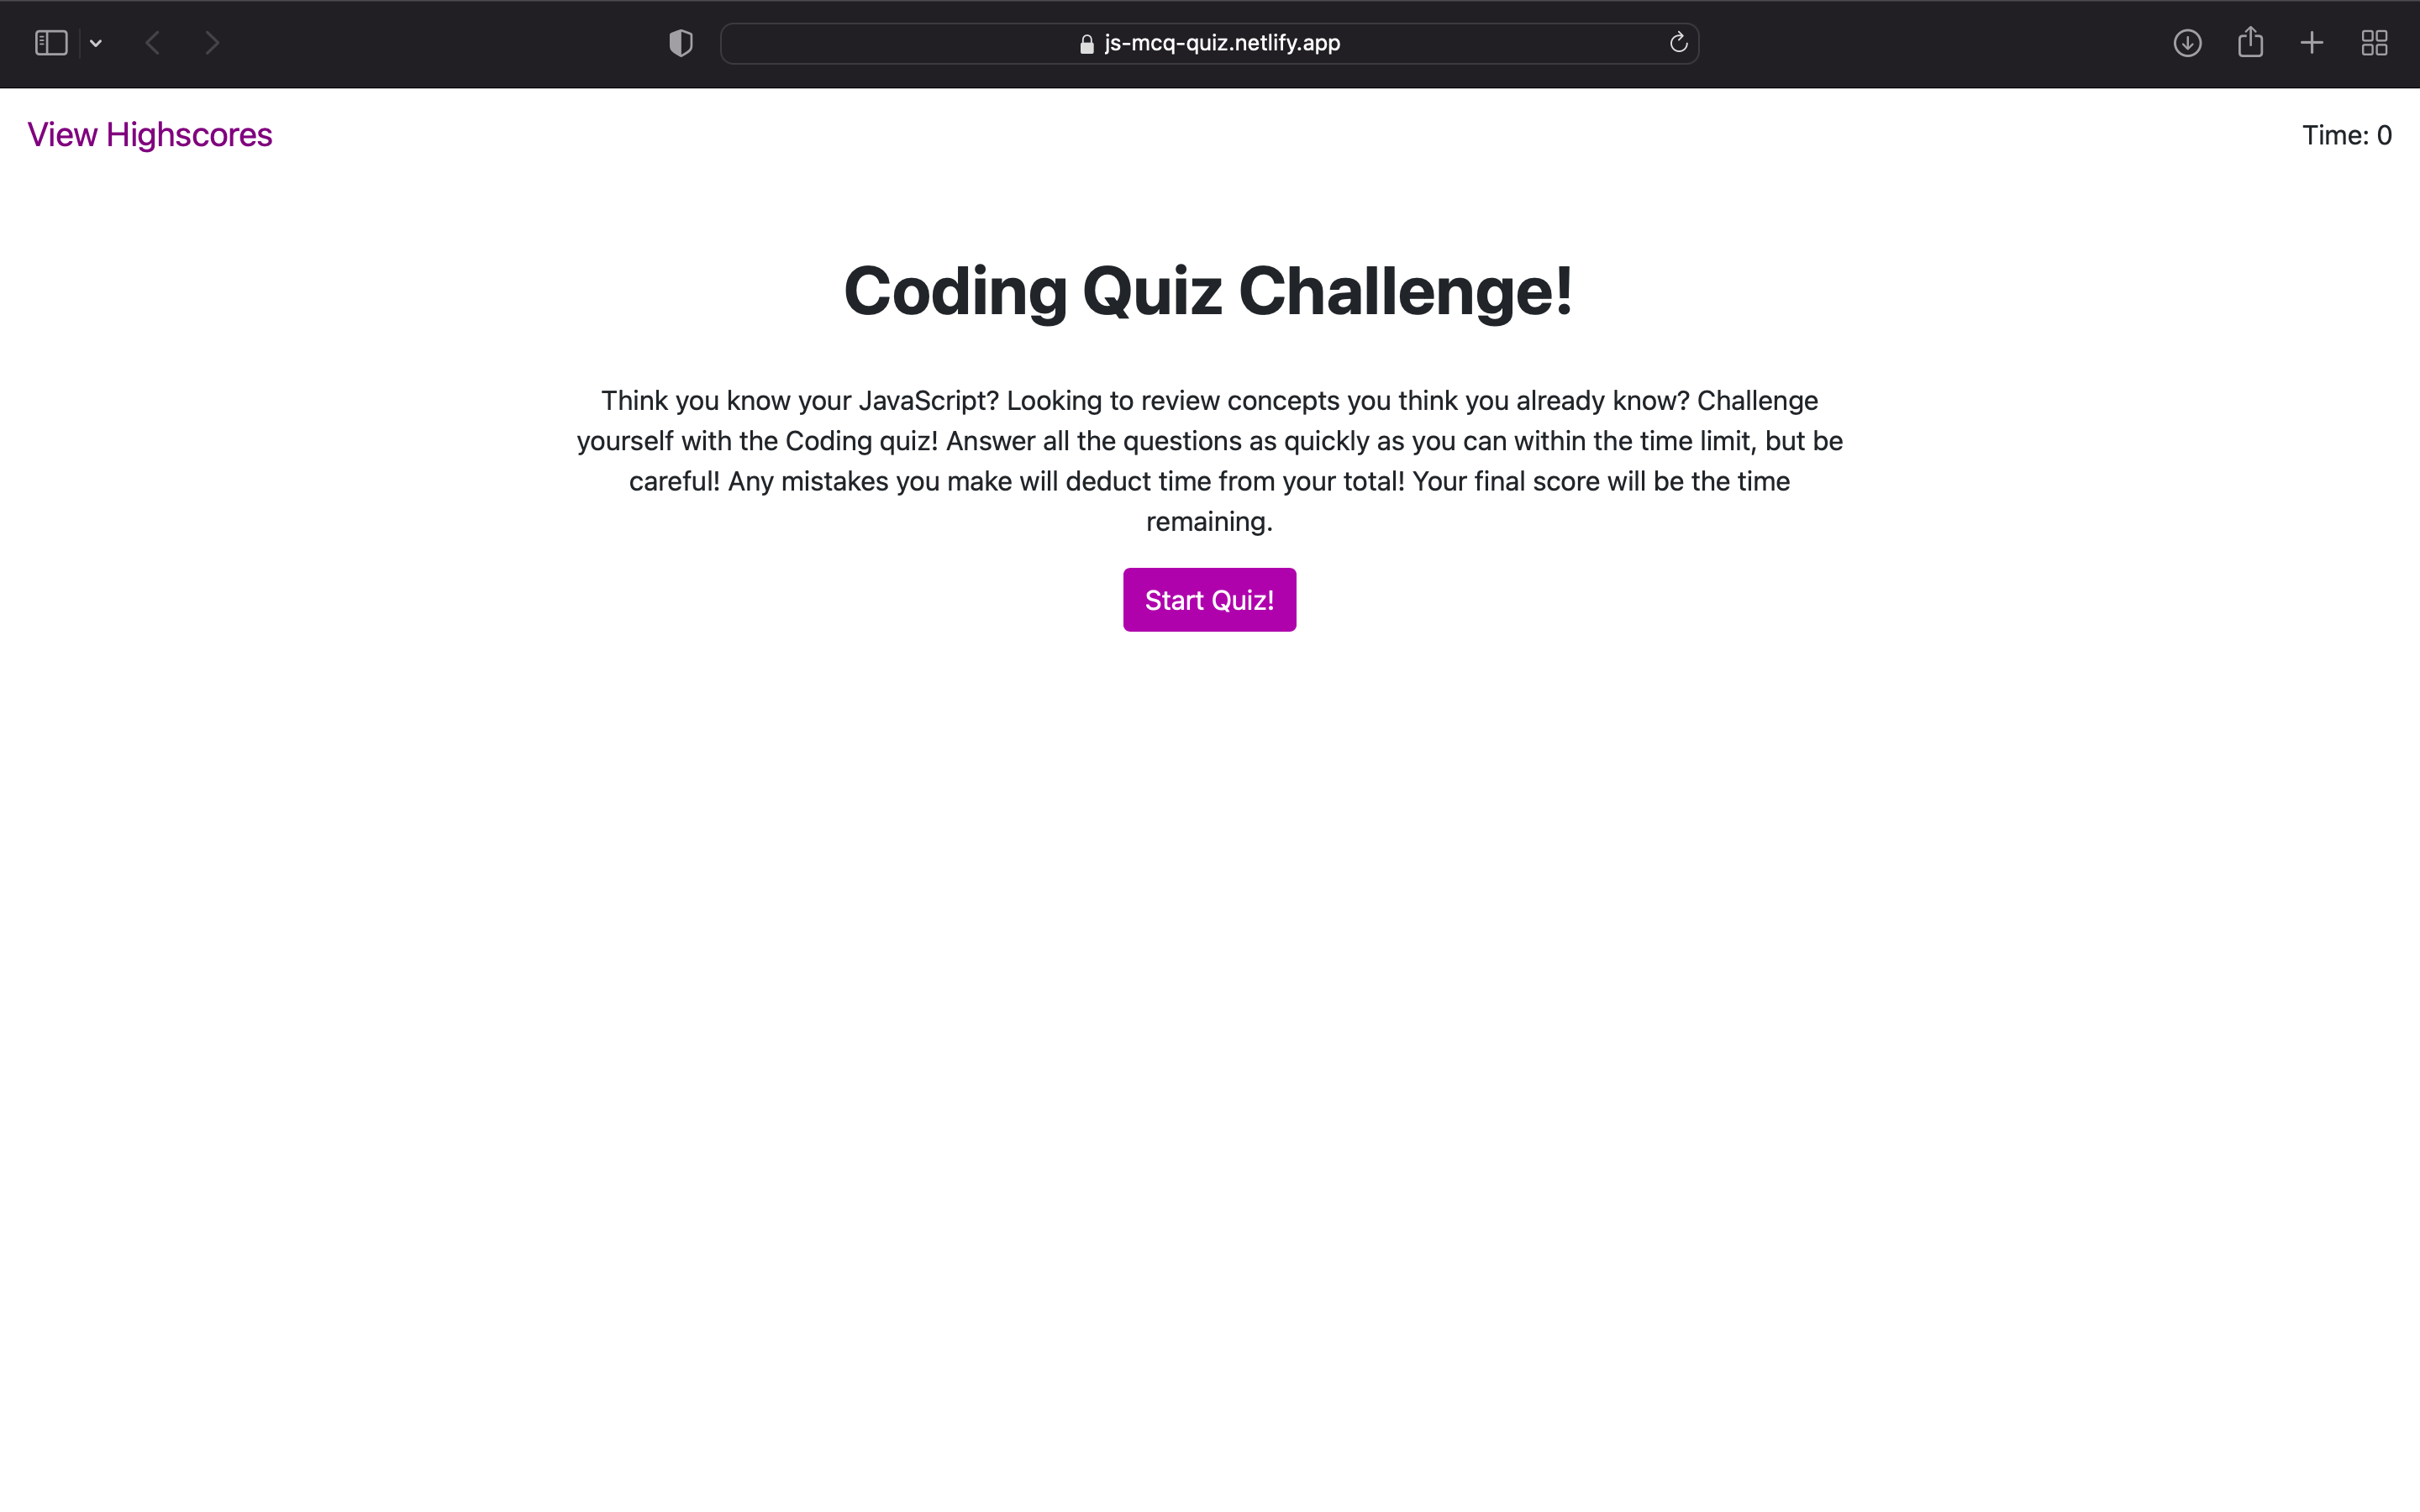 js-mcq-quiz.netlify.app
View Highscores
Time: 0
Coding Quiz Challenge!
Think you know your JavaScript? Looking to review concepts you think you already know? Challenge
yourself with the Coding quiz! Answer all the questions as quickly as you can within the time limit, but be
careful! Any mistakes you make will deduct time from your total! Your final score will be the time
remaining.
Start Quiz!